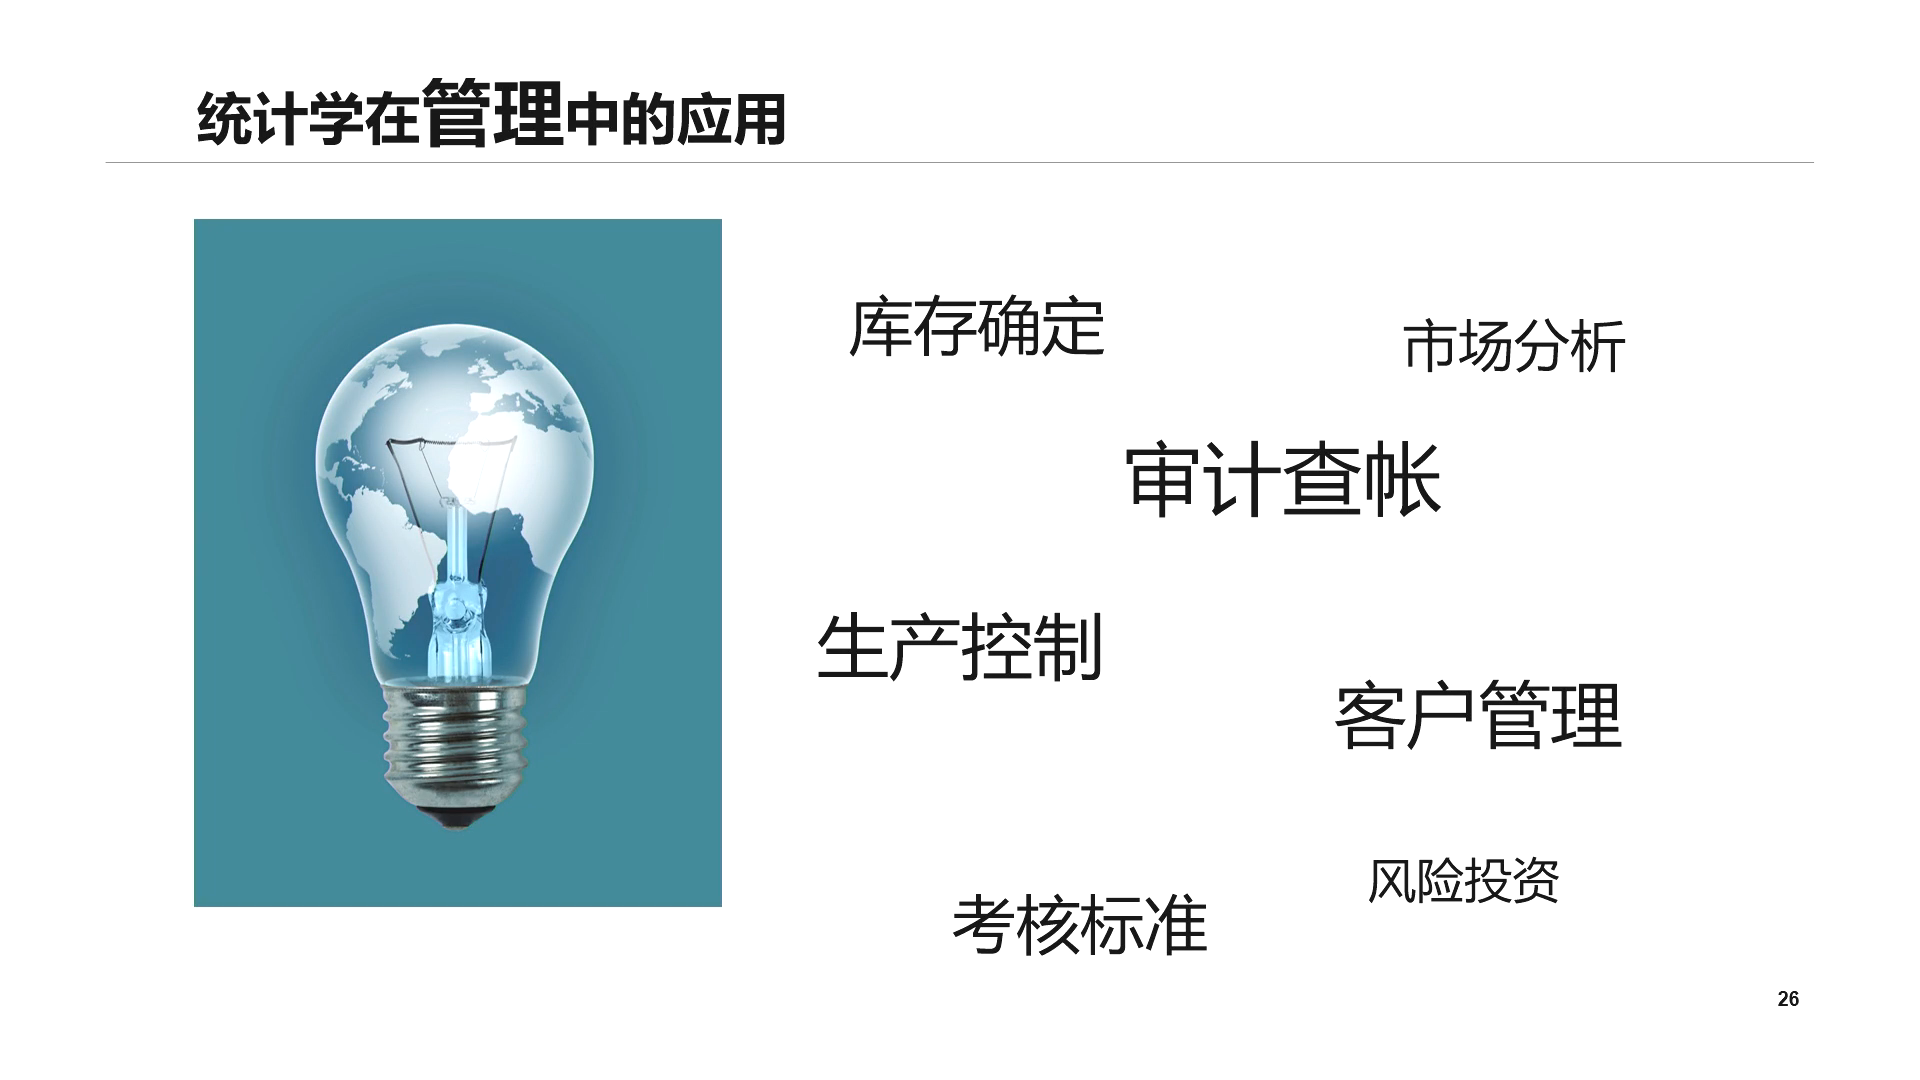 统计学在管理中的应用
库存确定
市场分析
审计查帐
生产控制
客户管理
风险投资
考核标准
26